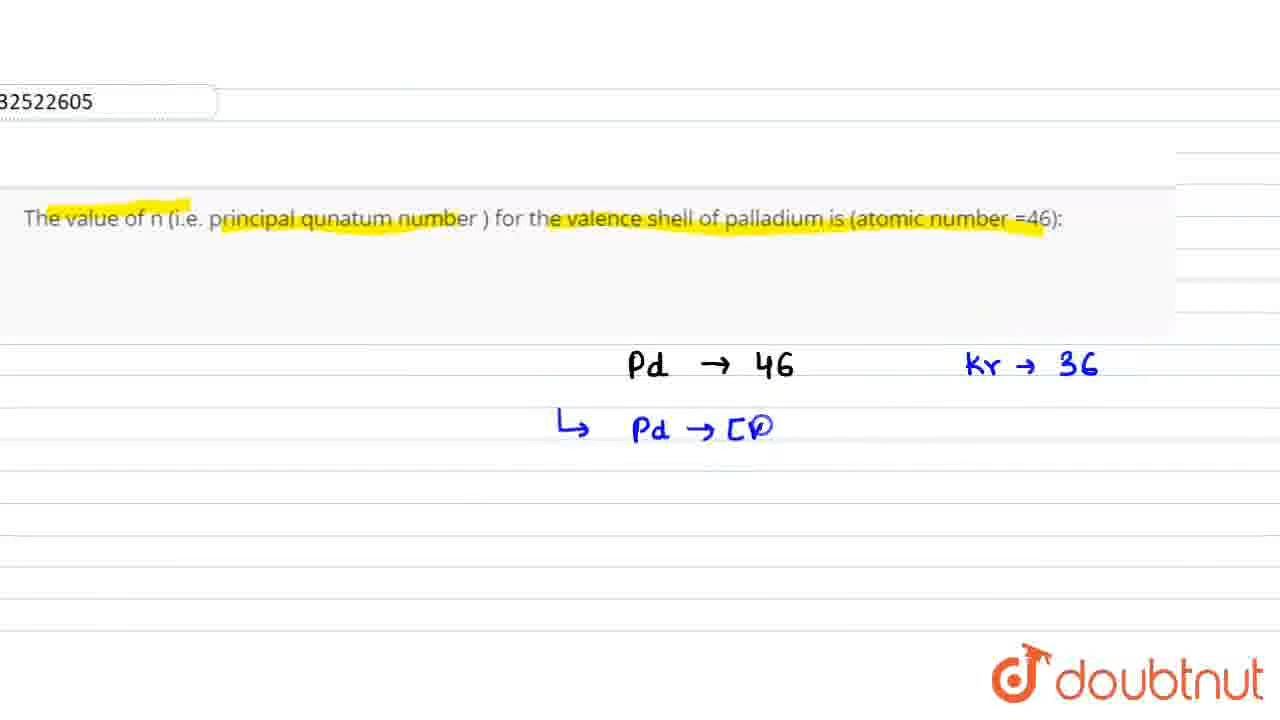 32522605
The value of n (i.e. principal qunatum number ) for the valence shell of palladium is (atomic number =46):
Pd → 46 Kr → 36
↳ Pd → [K
doubtnut